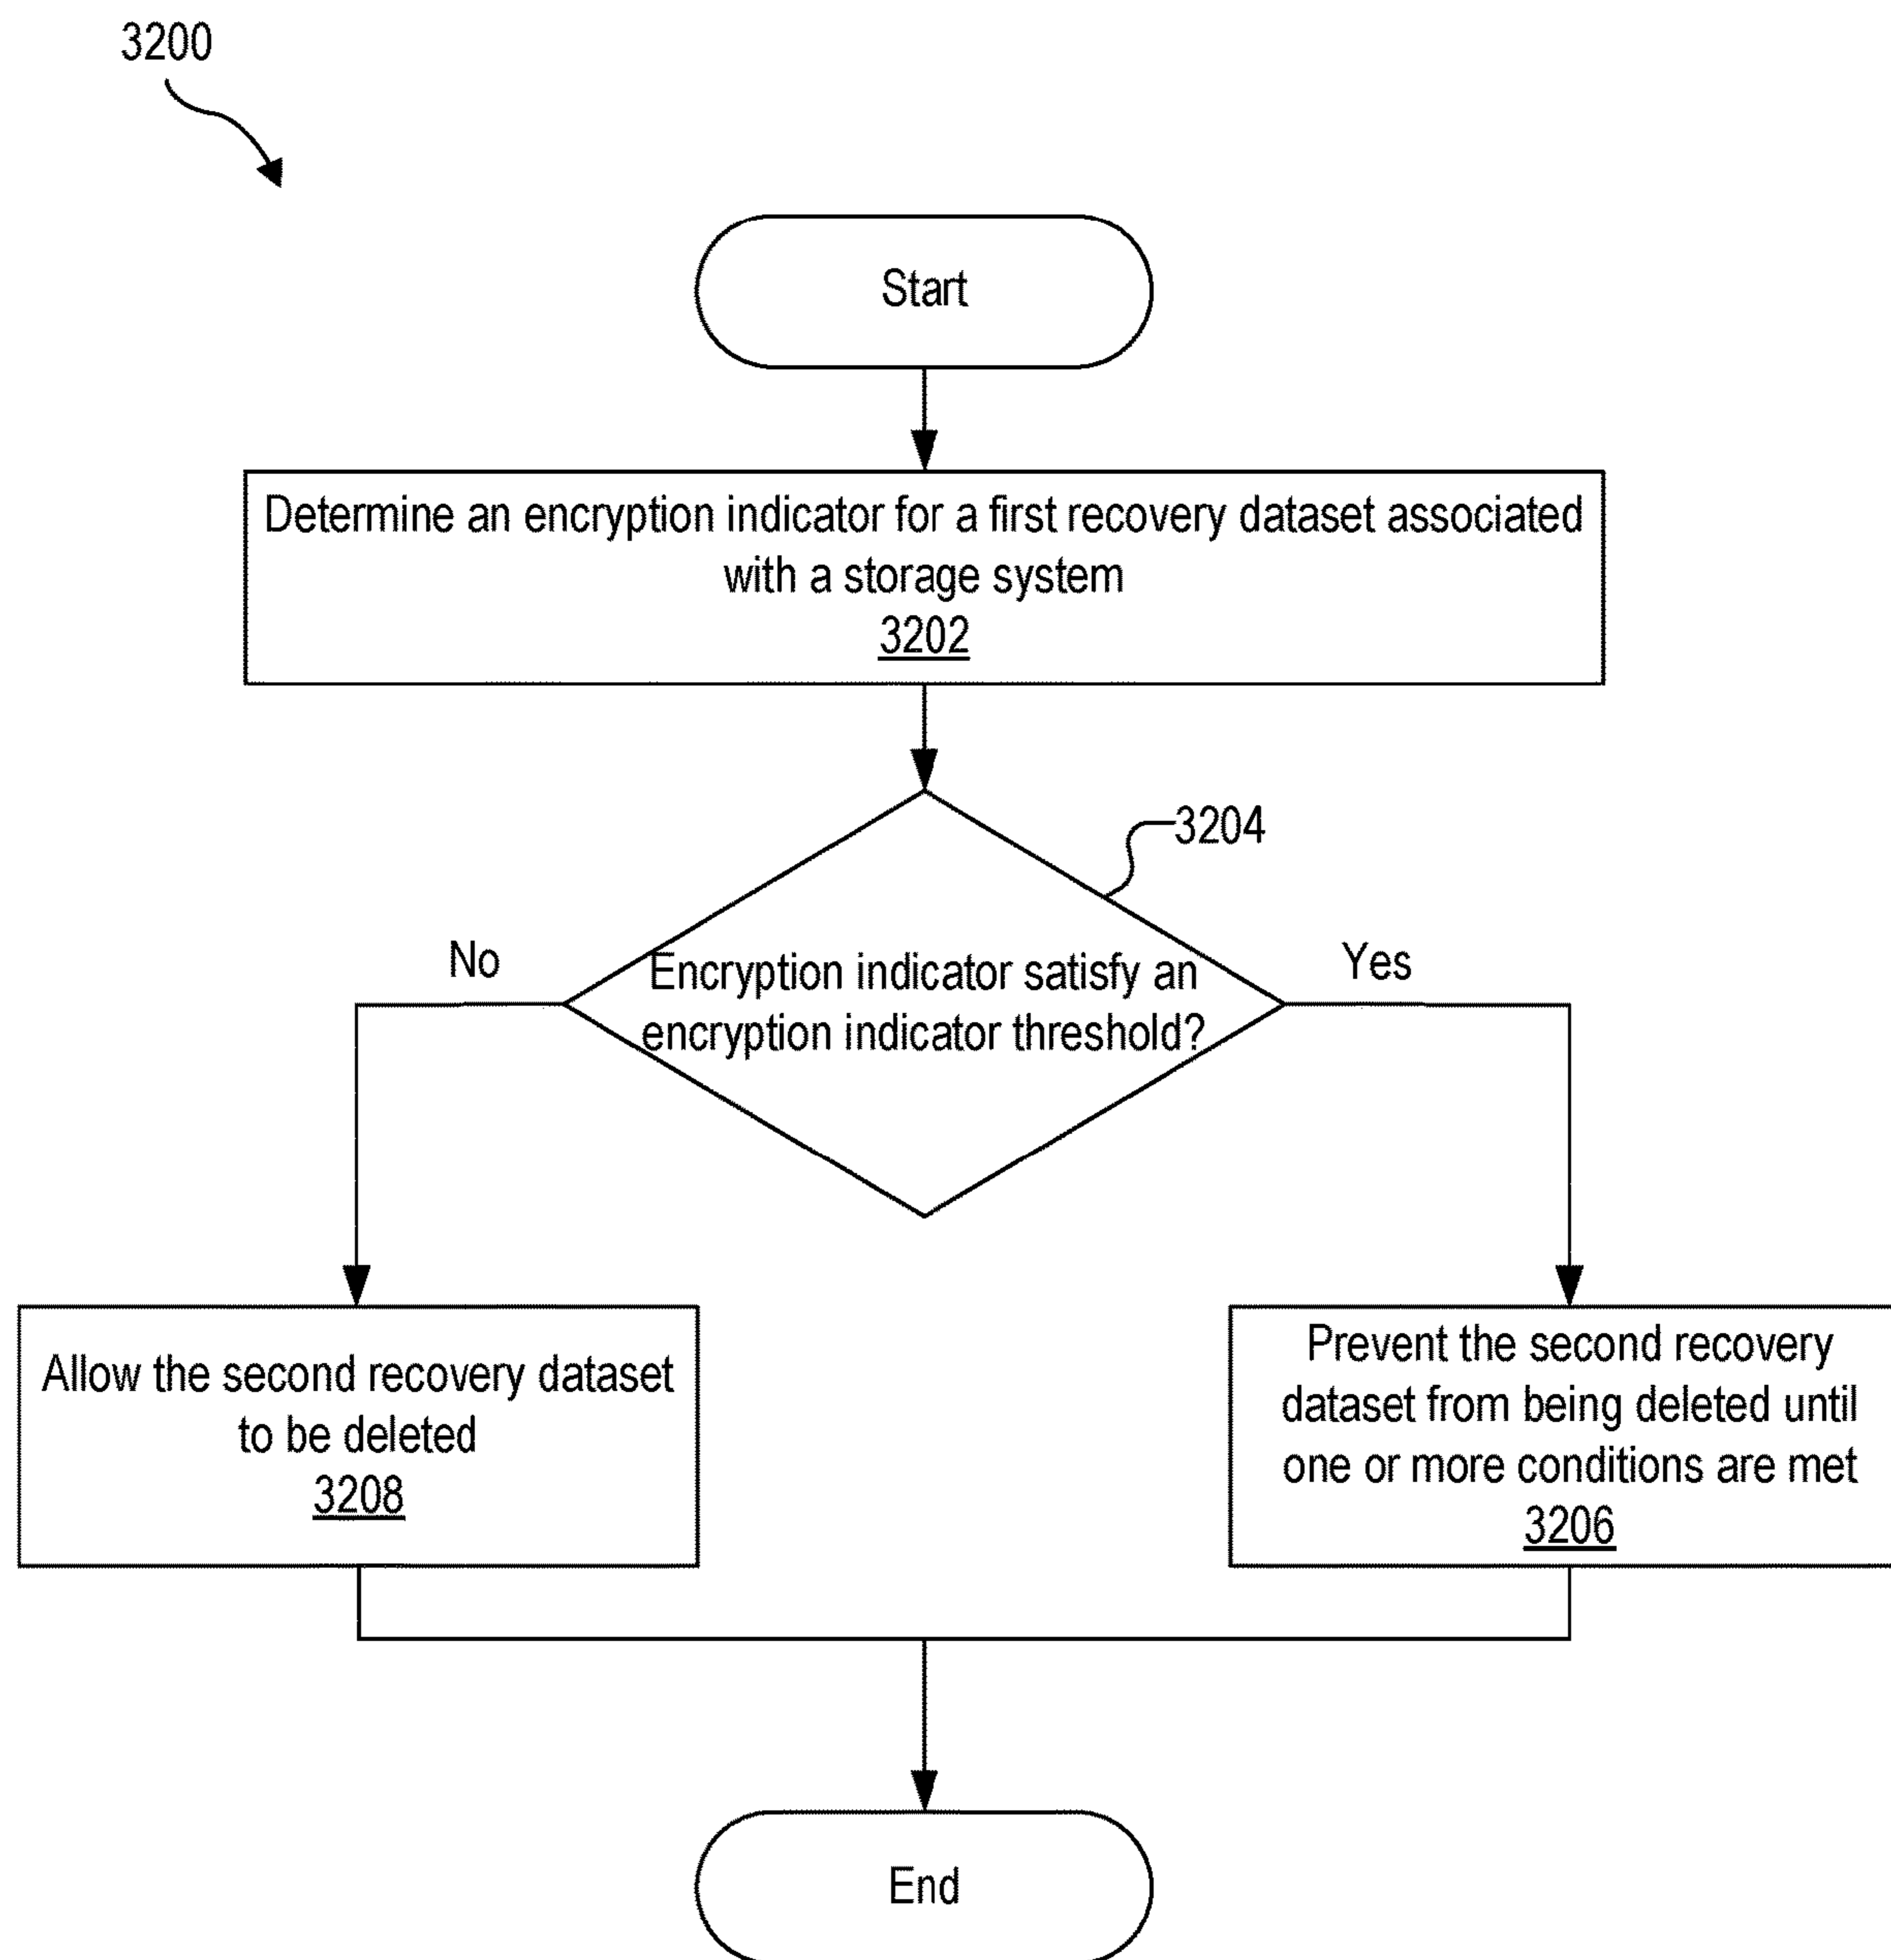 3200
Start
Determine an encryption indicator for a first recovery dataset associated
with a storage system
3202
3204
No
Yes
Encryption indicator satisfy an
encryption indicator threshold?
Allow the second recovery dataset
to be deleted
3208
Prevent the second recovery
dataset from being deleted until
one or more conditions are met
3206
End